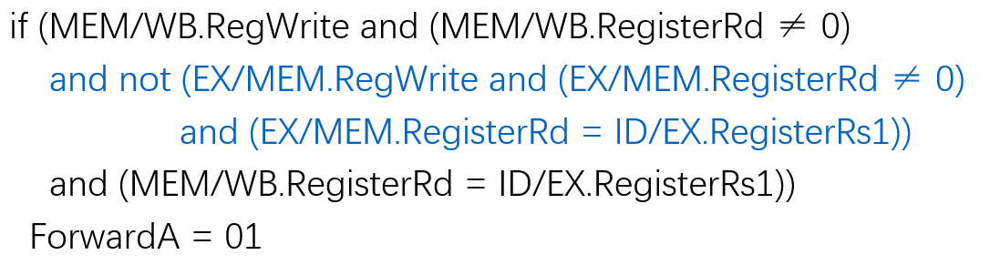 if (MEM/WB.RegWrite and (MEM/WB.RegisterRd ≠ 0)
and not (EX/MEM.RegWrite and (EX/MEM.RegisterRd ≠ 0)
and (EX/MEM.RegisterRd = ID/EX.RegisterRs1))
and (MEM/WB.RegisterRd = ID/EX.RegisterRs1))
ForwardA = 01